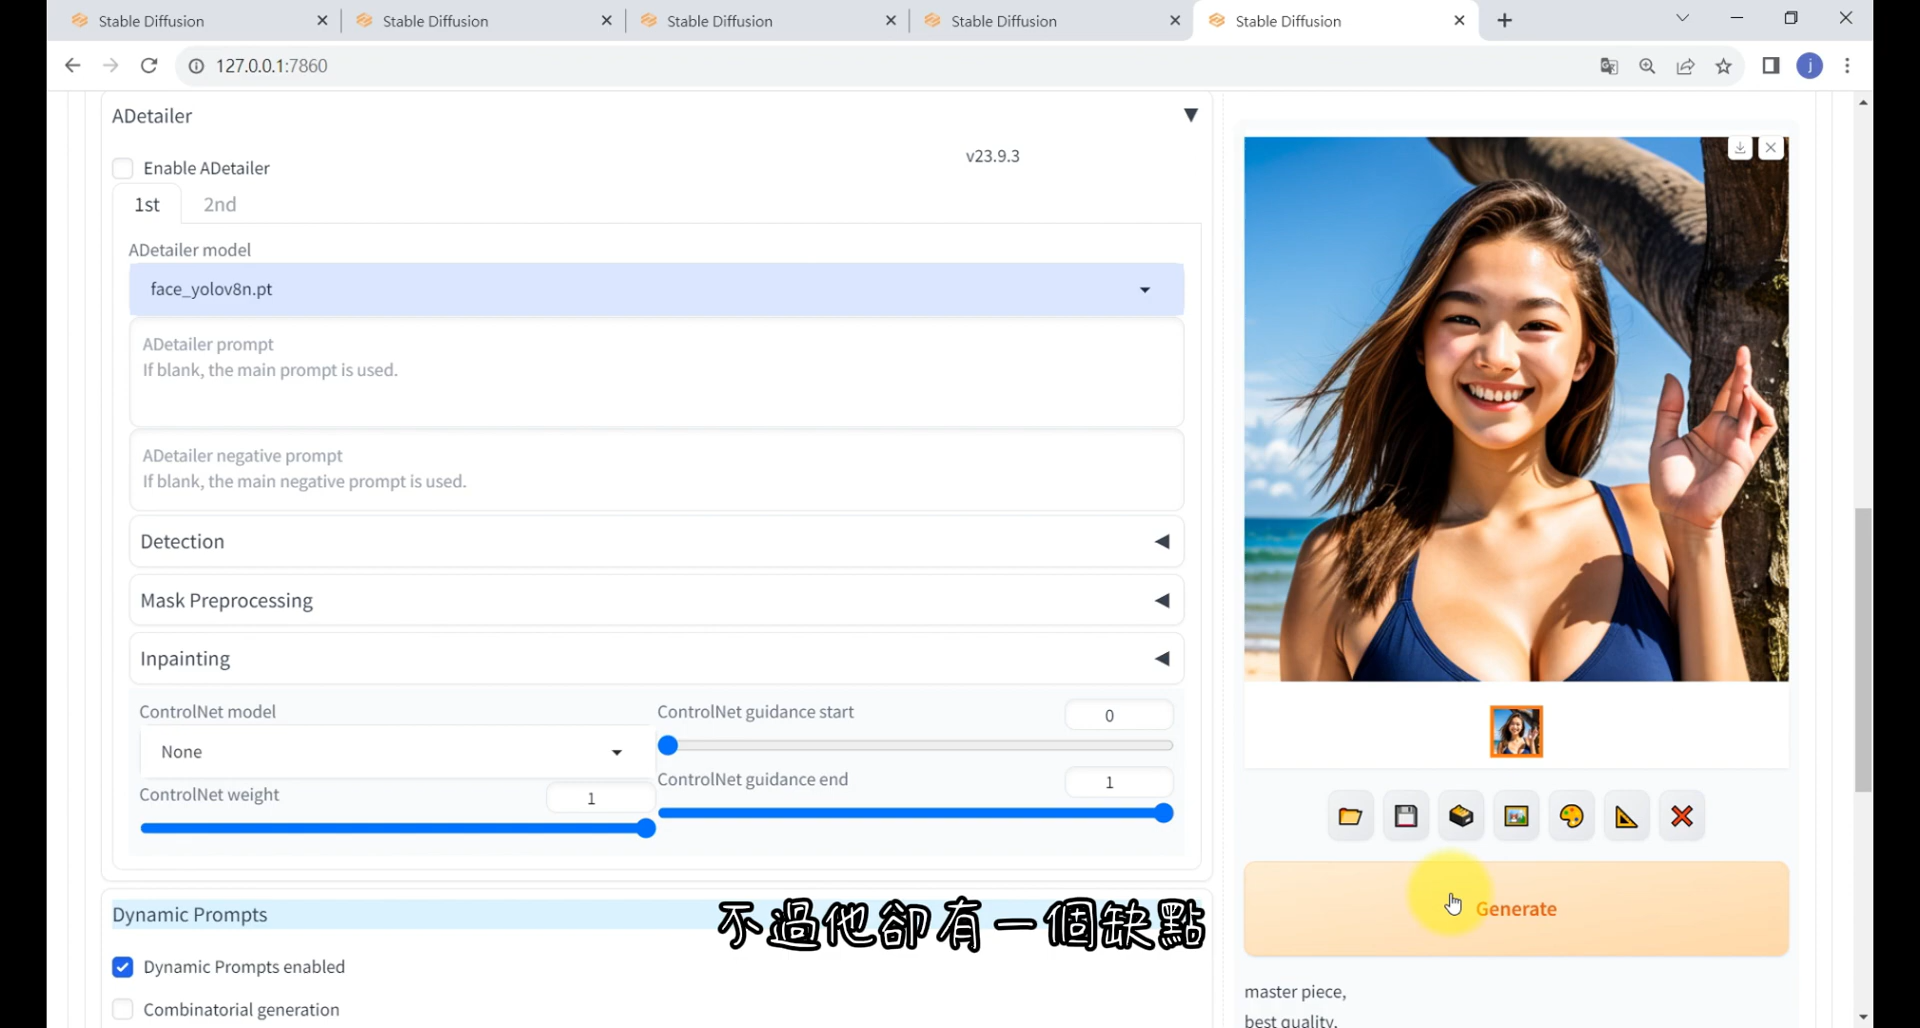 Stable Diffusion
Stable Diffusion
Stable Diffusion
Stable Diffusion
Stable Diffusion
127.0.0.1:7860
j
ADetailer
Enable ADetailer
v23.9.3
1st
2nd
ADetailer model
face_yolov8n.pt
ADetailer prompt
If blank, the main prompt is used.
ADetailer negative prompt
If blank, the main negative prompt is used.
Detection
Mask Preprocessing
Inpainting
ControlNet model
None
ControlNet weight
1
ControlNet guidance start
0
ControlNet guidance end
1
Dynamic Prompts
Dynamic Prompts enabled
Combinatorial generation
Generate
master piece,
best quality,
不過他卻有一個缺點